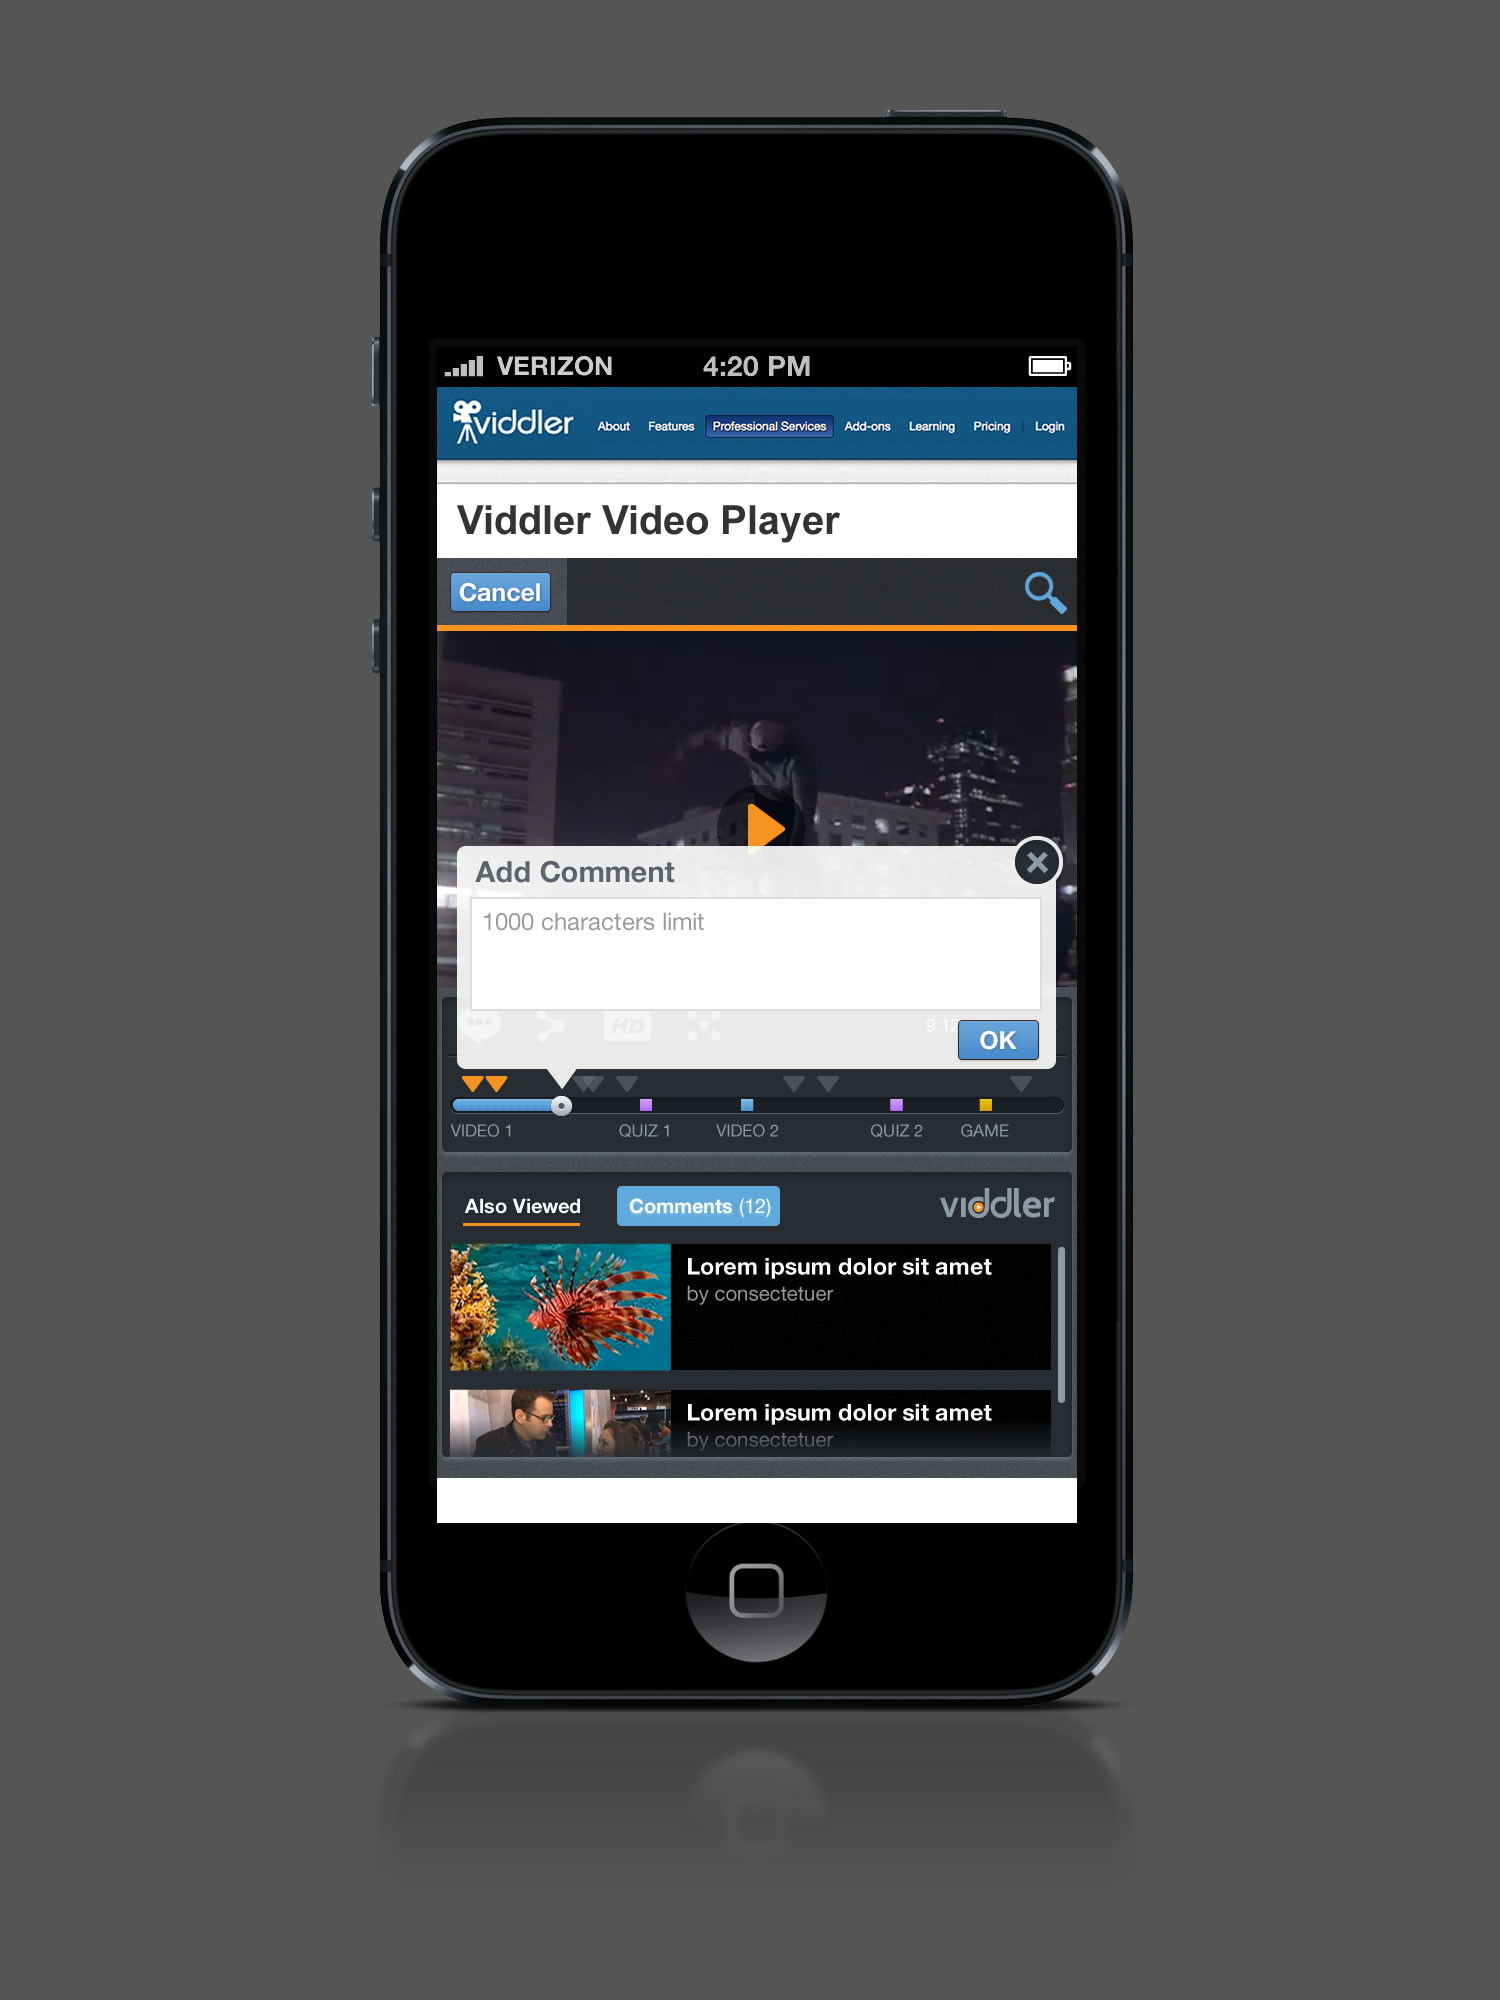 VERIZON 4:20 PM
viddler About Features Professional Services Add-ons Learning Pricing Login
Viddler Video Player
Cancel
Add Comment
1000 characters limit
HD 9:12
OK
VIDEO 1 QUIZ 1 VIDEO 2 QUIZ 2 GAME
Also Viewed Comments (12) viddler
Lorem ipsum dolor sit amet
by consectetuer
Lorem ipsum dolor sit amet
by consectetuer